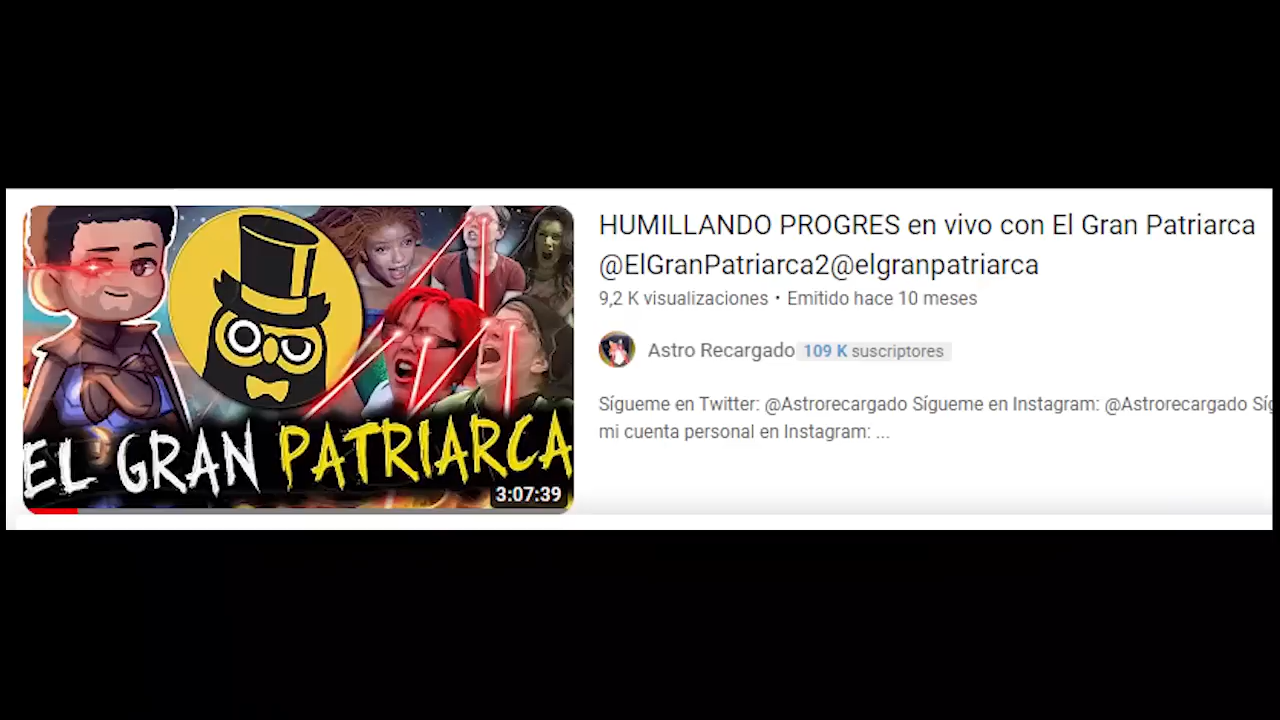 HUMILLANDO PROGRES en vivo con El Gran Patriarca
@ElGranPatriarca2@elgranpatriarca
9,2 K visualizaciones • Emitido hace 10 meses
Astro Recargado 109 K suscriptores
Sígueme en Twitter: @Astrorecargado Sígueme en Instagram: @Astrorecargado Síg
mi cuenta personal en Instagram: ...
EL GRAN PATRIARCA
3:07:39